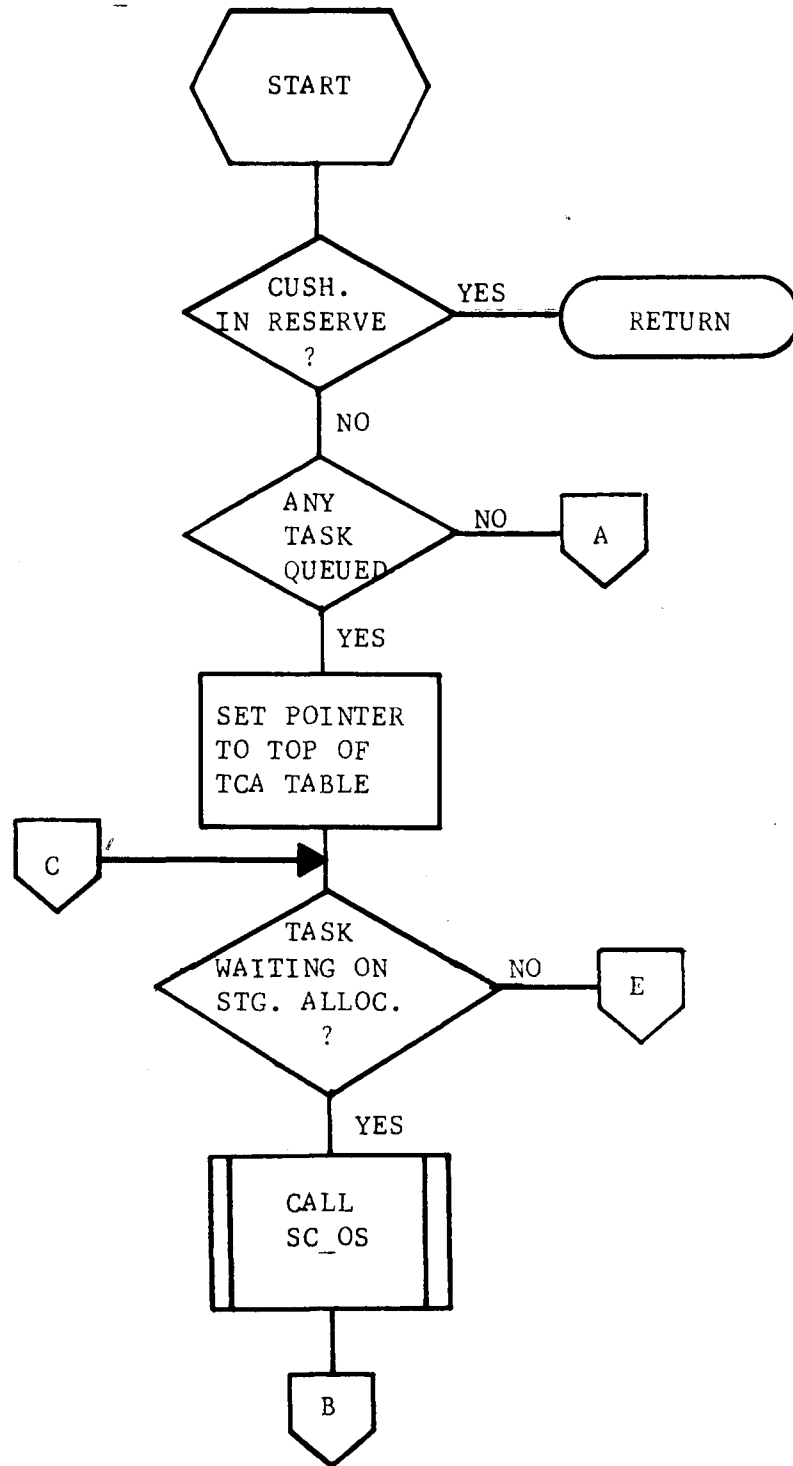 START
CUSH.
IN RESERVE
?
YES
RETURN
NO
ANY
TASK
QUEUED
NO
A
YES
SET POINTER
TO TOP OF
TCA TABLE
C
TASK
WAITING ON
STG. ALLOC.
?
NO
E
YES
CALL
SC_OS
B